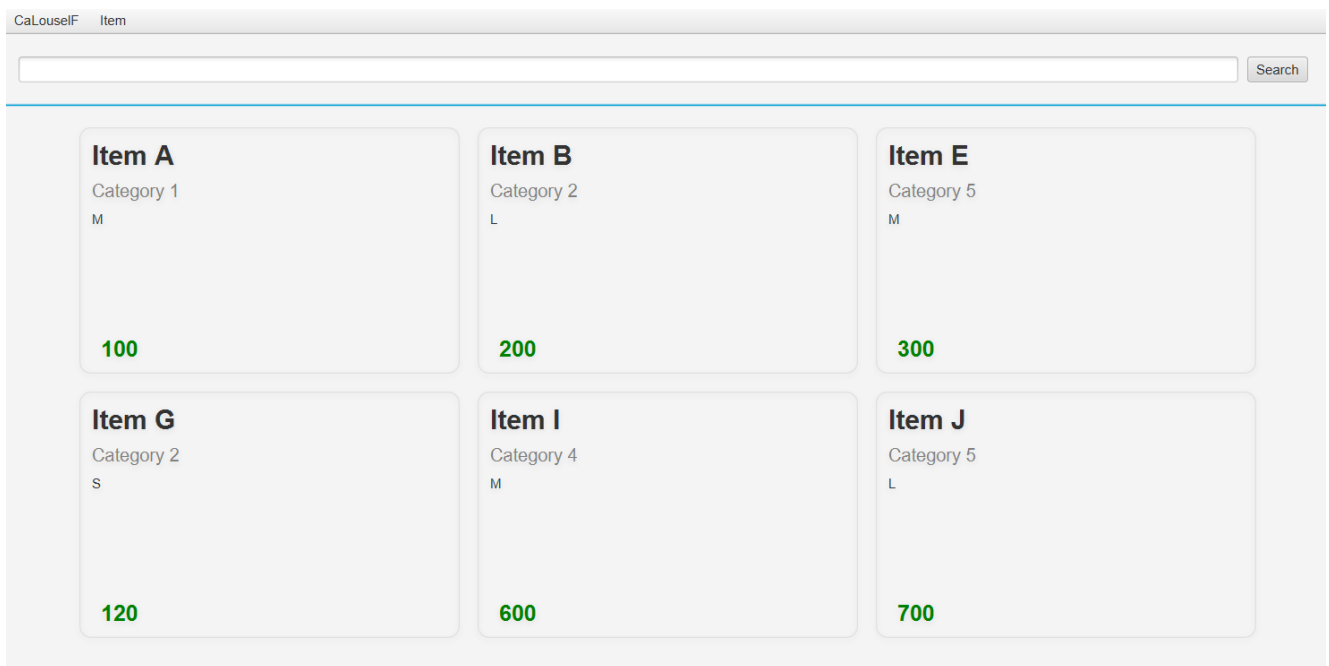 CaLouselF Item
Search
Item A
Category 1
M
100
Item B
Category 2
L
200
Item E
Category 5
M
300
Item G
Category 2
S
120
Item I
Category 4
M
600
Item J
Category 5
L
700